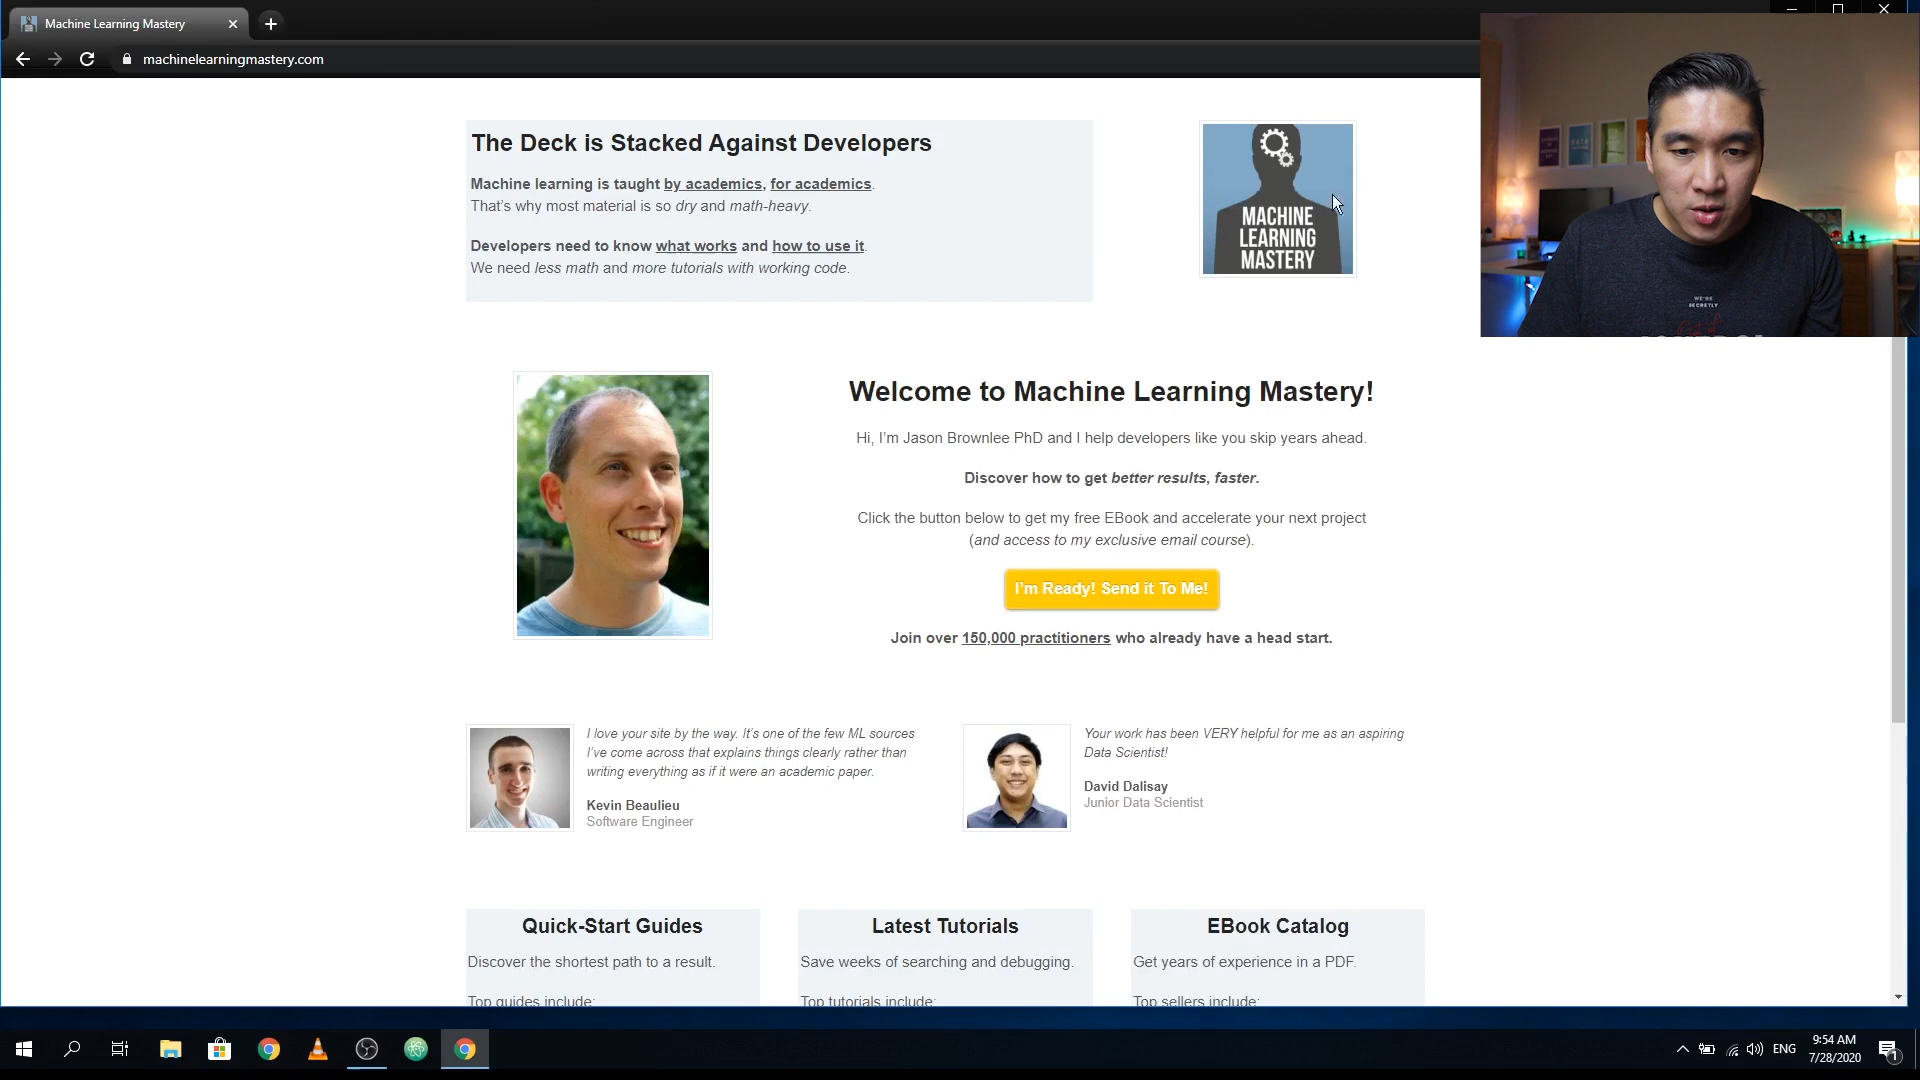 Machine Learning Mastery
machinelearningmastery.com
The Deck is Stacked Against Developers
Machine learning is taught by academics, for academics.
That's why most material is so dry and math-heavy.
Developers need to know what works and how to use it.
We need less math and more tutorials with working code.
MACHINE
LEARNING
MASTERY
WE'RE
SECRETLY
Welcome to Machine Learning Mastery!
Hi, I'm Jason Brownlee PhD and I help developers like you skip years ahead.
Discover how to get better results, faster.
Click the button below to get my free EBook and accelerate your next project
(and access to my exclusive email course).
I'm Ready! Send it To Me!
Join over 150,000 practitioners who already have a head start.
I love your site by the way. It's one of the few ML sources
I've come across that explains things clearly rather than
writing everything as if it were an academic paper.
Kevin Beaulieu
Software Engineer
Your work has been VERY helpful for me as an aspiring
Data Scientist!
David Dalisay
Junior Data Scientist
Quick-Start Guides
Discover the shortest path to a result.
Top guides include:
Latest Tutorials
Save weeks of searching and debugging.
Top tutorials include:
EBook Catalog
Get years of experience in a PDF.
Top sellers include:
ENG
9:54 AM
7/28/2020
1